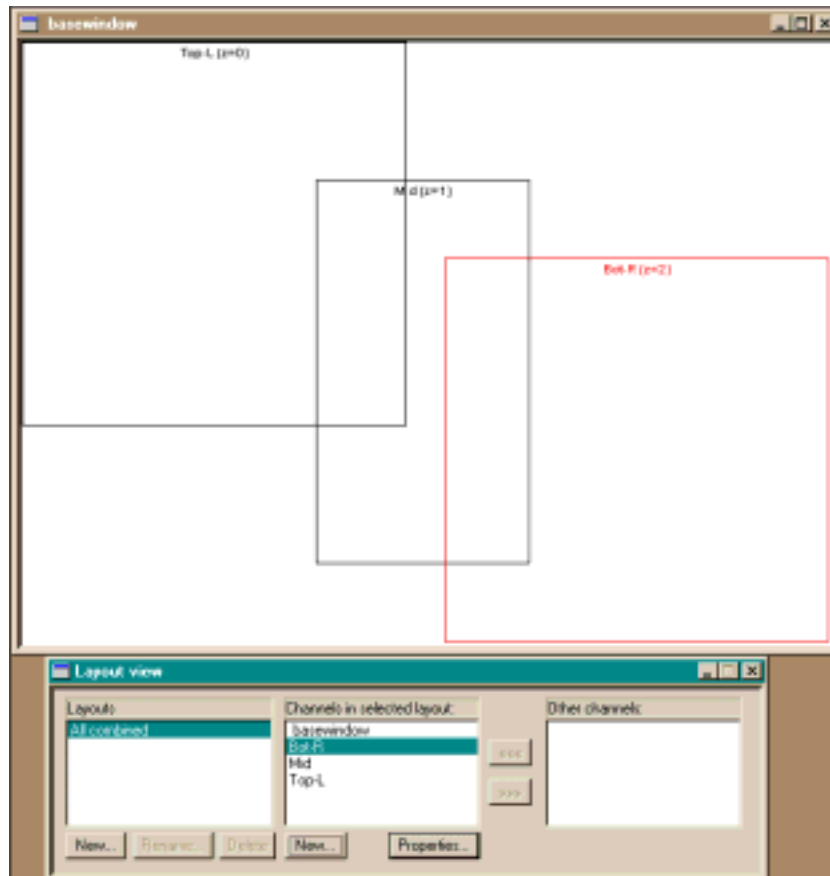 basewindow
Top-L (z=0)
Mid (z=1)
Bot-R (z=2)
Layout view
Layouts
Channels in selected layout:
Other channels:
All combined
basewindow
Bot-R
Mid
Top-L
<<<
>>>
New...
Rename...
Delete
New...
Properties...